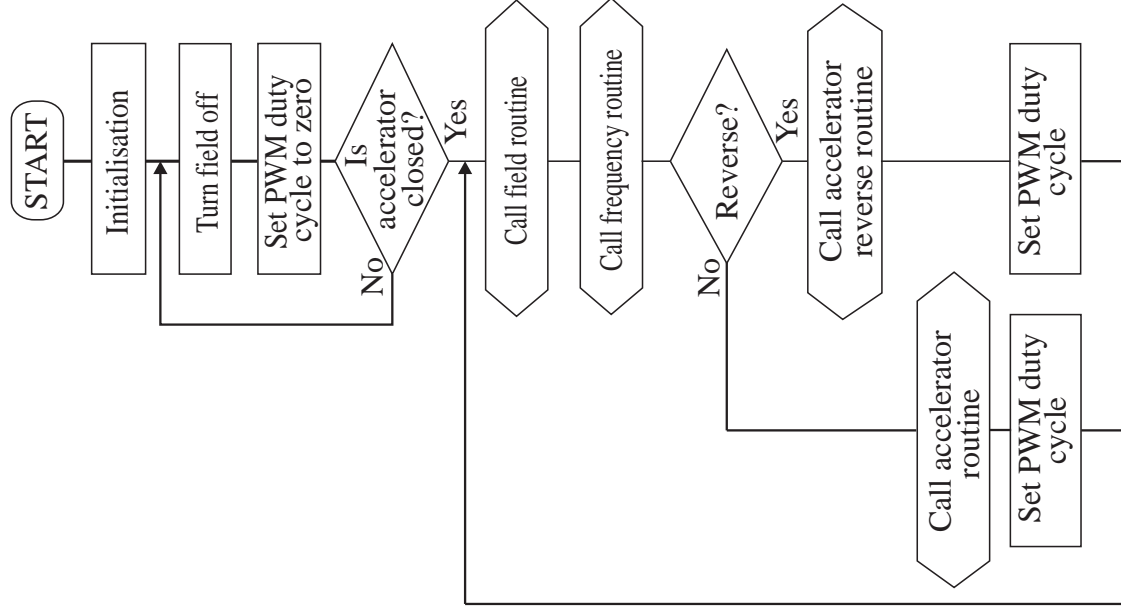 START
Initialisation
Turn field off
Set PWM duty
cycle to zero
Is
accelerator
closed?
No
Yes
Call field routine
Call frequency routine
Reverse?
No
Yes
Call accelerator
reverse routine
Call accelerator
routine
Set PWM duty
cycle
Set PWM duty
cycle